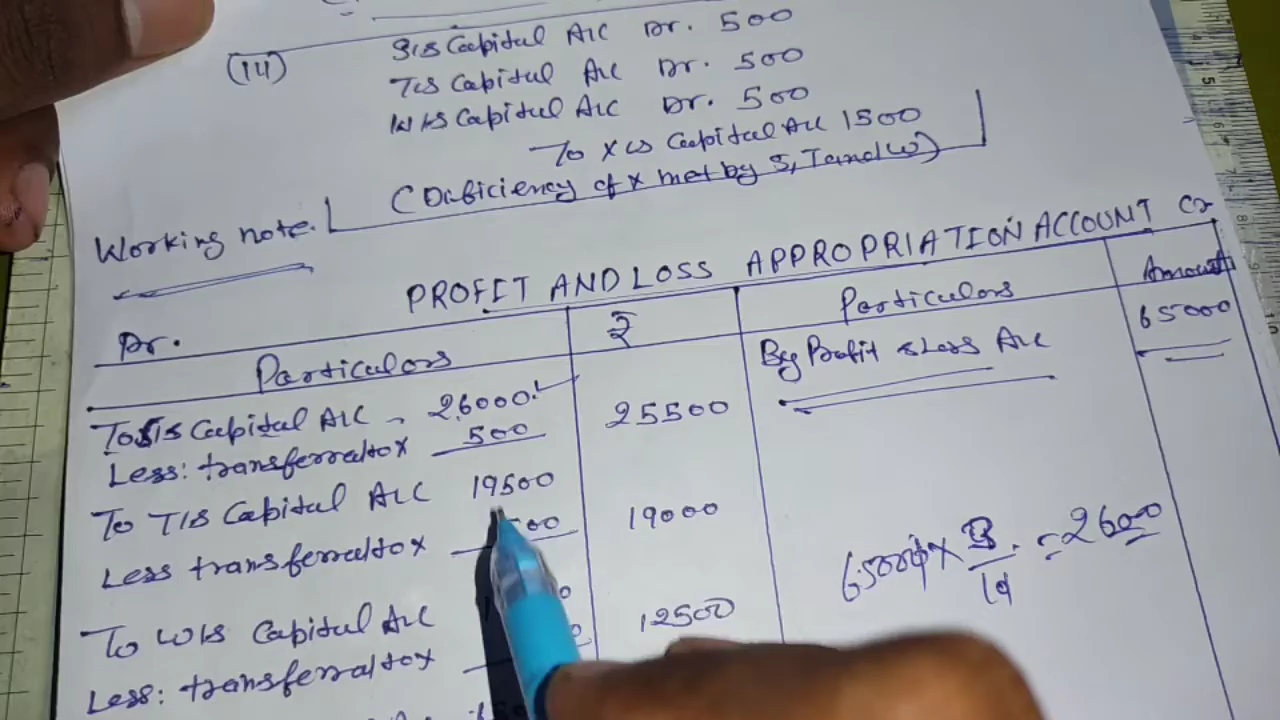 (14) S's Capital A/C Dr. 500
T's Capital A/C Dr. 500
W's Capital A/C Dr. 500
To X's Capital A/C 1500
(Deficiency of X met by S, T and W)
Working note.
PROFIT AND LOSS APPROPRIATION ACCOUNT Cr
Dr.
Particulars ₹ Particulars Amount
To S's Capital A/C - 26000 25500 By Profit & Loss A/C 65000
Less: transferred to X 500
To T's Capital A/C 19500 19000
Less transferred to X
65000 × = 26000
To W's Capital A/C 12500
Less: transferred to X